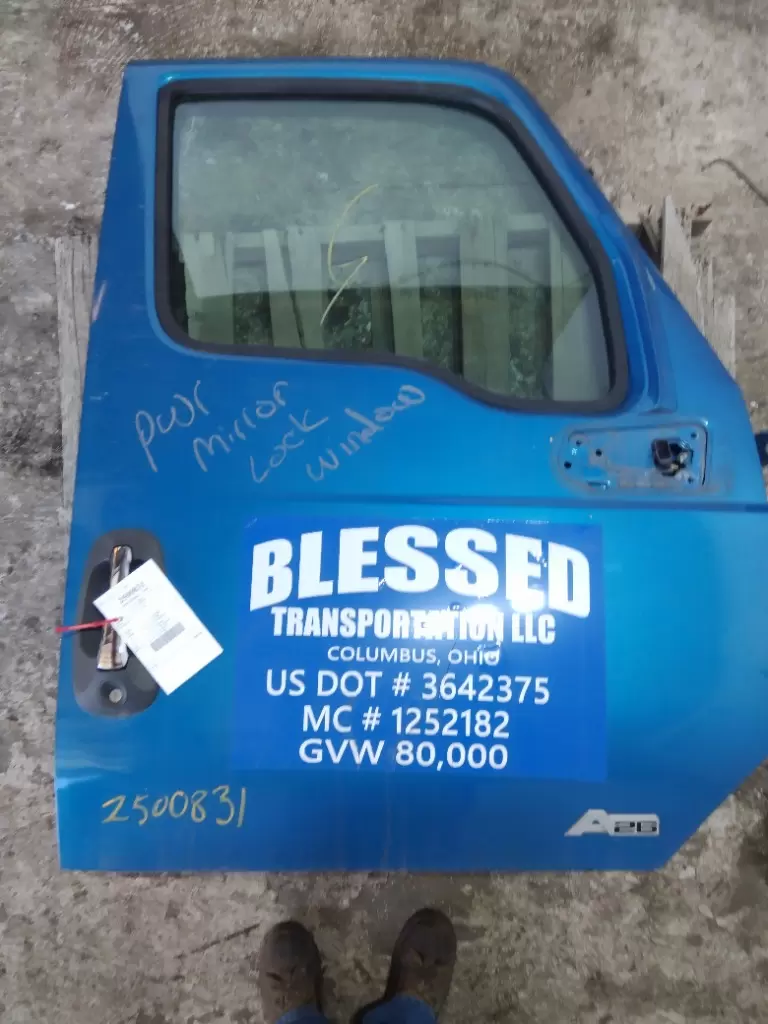 PWr
Mirror
Lock
Window
BLESSED
TRANSPORTATION LLC
COLUMBUS, OHIO
US DOT # 3642375
MC # 1252182
GVW 80,000
2500831
A26